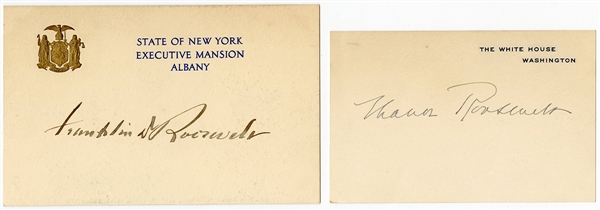 STATE OF NEW YORK
EXECUTIVE MANSION
ALBANY
Franklin D Roosevelt
THE WHITE HOUSE
WASHINGTON
Eleanor Roosevelt